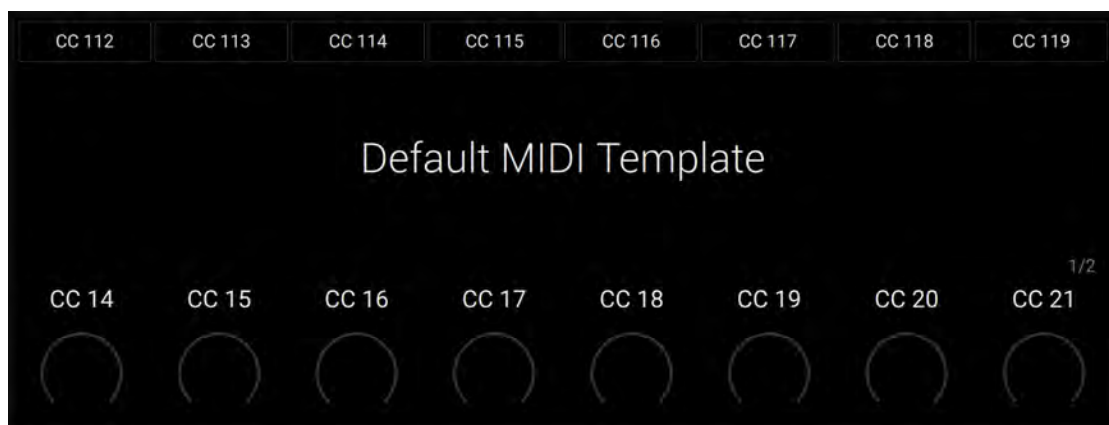 CC 112 CC 113 CC 114 CC 115 CC 116 CC 117 CC 118 CC 119
Default MIDI Template
1/2
CC 14 CC 15 CC 16 CC 17 CC 18 CC 19 CC 20 CC 21